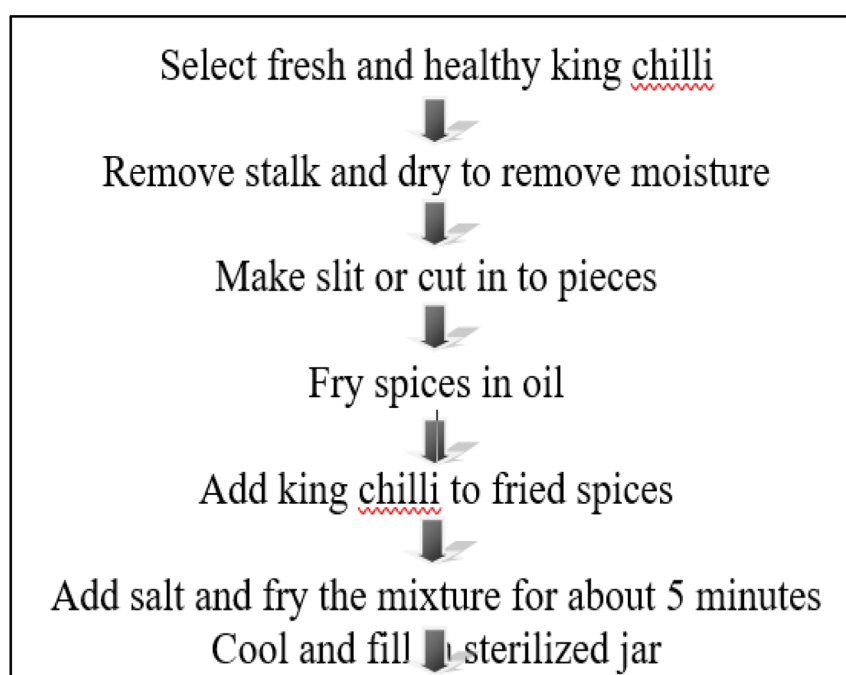 Select fresh and healthy king chilli
Remove stalk and dry to remove moisture
Make slit or cut in to pieces
Fry spices in oil
Add king chilli to fried spices
Add salt and fry the mixture for about 5 minutes
Cool and fill sterilized jar